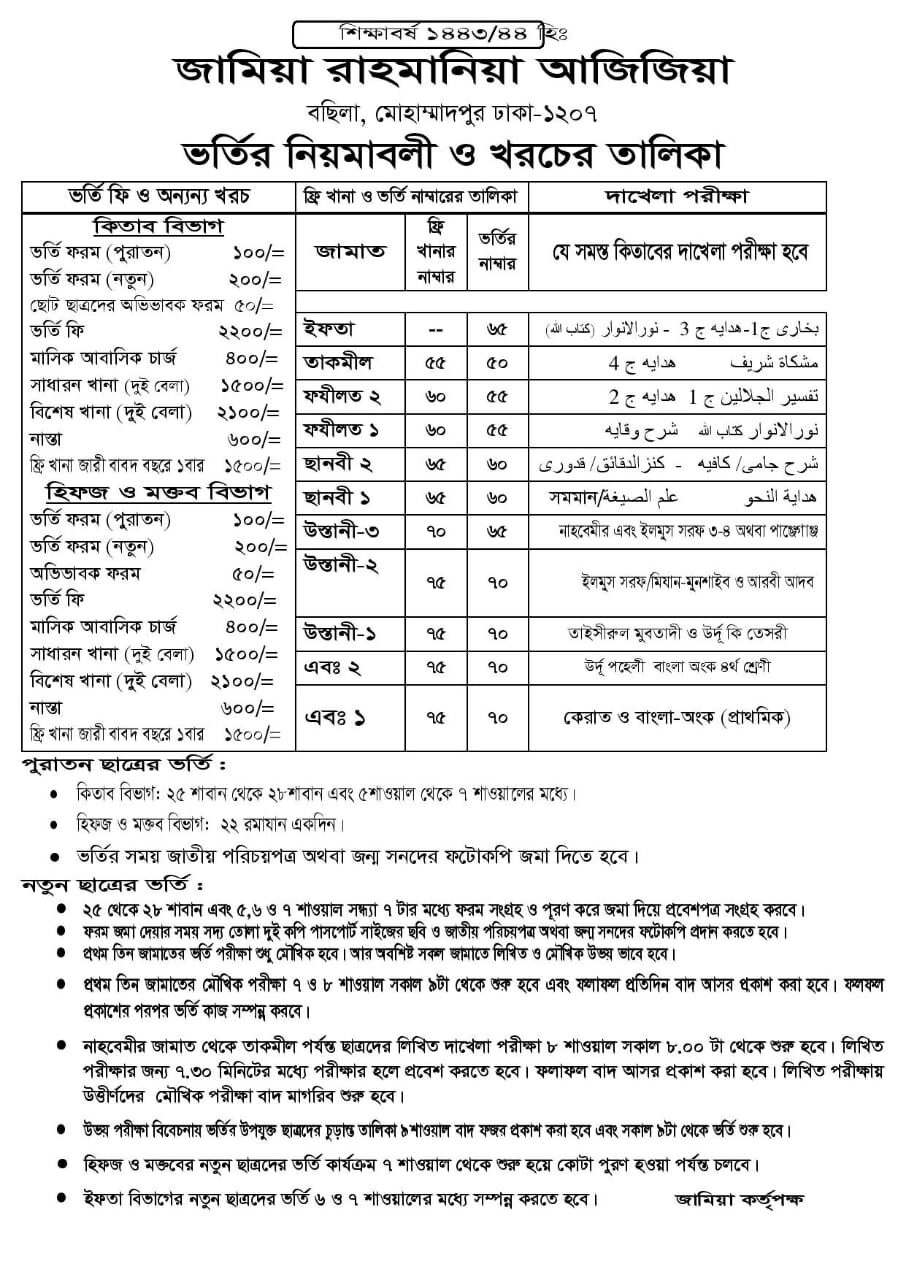 শিক্ষাবর্ষ ১৪৪৩/৪৪ হিঃ
জামিয়া রাহমানিয়া আজিজিয়া
বছিলা, মোহাম্মাদপুর ঢাকা-১২০৭
ভর্তির নিয়মাবলী ও খরচের তালিকা
ভর্তি ফি ও অন্যন্য খরচ
কিতাব বিভাগ
ভর্তি ফরম (পুরাতন) ১০০/=
ভর্তি ফরম (নতুন) ২০০/=
ছোট ছাত্রদের অভিভাবক ফরম ৫০/=
ভর্তি ফি ২২০০/=
মাসিক আবাসিক চার্জ ৪০০/=
সাধারন খানা (দুই বেলা) ১৫০০/=
বিশেষ খানা (দুই বেলা) ২১০০/=
নাস্তা ৬০০/=
ফ্রি খানা জারী বাবদ বছরে ১বার ১৫০০/=
হিফজ ও মক্তব বিভাগ
ভর্তি ফরম (পুরাতন) ১০০/=
ভর্তি ফরম (নতুন) ২০০/=
অভিভাবক ফরম ৫০/=
ভর্তি ফি ২২০০/=
মাসিক আবাসিক চার্জ ৪০০/=
সাধারন খানা (দুই বেলা) ১৫০০/=
বিশেষ খানা (দুই বেলা) ২১০০/=
নাস্তা ৬০০/=
ফ্রি খানা জারী বাবদ বছরে ১বার ১৫০০/=
ফ্রি খানা ও ভর্তি নাম্বারের তালিকা দাখেলা পরীক্ষা
জামাত ফ্রি খানার নাম্বার ভর্তির নাম্বার যে সমস্ত কিতাবের দাখেলা পরীক্ষা হবে
ইফতা -- ৬৫ بخارى ج1-هدايه ج 3 - نورالانوار (كتاب الله)
তাকমীল ৫৫ ৫০ مشكاة شريف هدايه ج 4
ফযীলত ২ ৬০ ৫৫ تفسير الجلالين ج 1 هدايه ج 2
ফযীলত ১ ৬০ ৫৫ نورالانوار كتاب الله شرح وقايه
ছানবী ২ ৬৫ ৬০ شرح جامى/ كافيه - كنزالدقائق/ قدورى
ছানবী ১ ৬৫ ৬০ هداية النحو علم الصيغة/সমমান
উস্তানী-৩ ৭০ ৬৫ নাহবেমীর এবং ইলমুস সরফ ৩-৪ অথবা পাঞ্জেগাঞ্জ
উস্তানী-২ ৭৫ ৭০ ইলমুস সরফ/মিযান-মুনশাইব ও আরবী আদব
উস্তানী-১ ৭৫ ৭০ তাইসীরুল মুবতাদী ও উর্দূ কি তেসরী
এবঃ ২ ৭৫ ৭০ উর্দূ পহেলী বাংলা অংক ৪র্থ শ্রেণী
এবঃ ১ ৭৫ ৭০ কেরাত ও বাংলা-অংক (প্রাথমিক)
পুরাতন ছাত্রের ভর্তি :
• কিতাব বিভাগ: ২৫ শাবান থেকে ২৮শাবান এবং ৫শাওয়াল থেকে ৭ শাওয়ালের মধ্যে।
• হিফজ ও মক্তব বিভাগ: ২২ রমাযান একদিন।
• ভর্তির সময় জাতীয় পরিচয়পত্র অথবা জন্ম সনদের ফটোকপি জমা দিতে হবে।
নতুন ছাত্রের ভর্তি :
• ২৫ থেকে ২৮ শাবান এবং ৫,৬ ও ৭ শাওয়াল সন্ধ্যা ৭ টার মধ্যে ফরম সংগ্রহ ও পূরণ করে জমা দিয়ে প্রবেশপত্র সংগ্রহ করবে।
• ফরম জমা দেয়ার সময় সদ্য তোলা দুই কপি পাসপোর্ট সাইজের ছবি ও জাতীয় পরিচয়পত্র অথবা জন্ম সনদের ফটোকপি প্রদান করতে হবে।
• প্রথম তিন জামাতের ভর্তি পরীক্ষা শুধু মৌখিক হবে। আর অবশিষ্ট সকল জামাতে লিখিত ও মৌখিক উভয় ভাবে হবে।
• প্রথম তিন জামাতের মৌখিক পরীক্ষা ৭ ও ৮ শাওয়াল সকাল ৯টা থেকে শুরু হবে এবং ফলাফল প্রতিদিন বাদ আসর প্রকাশ করা হবে। ফলফল
প্রকাশের পরপর ভর্তি কাজ সম্পন্ন করবে।
• নাহবেমীর জামাত থেকে তাকমীল পর্যন্ত ছাত্রদের লিখিত দাখেলা পরীক্ষা ৮ শাওয়াল সকাল ৮.০০ টা থেকে শুরু হবে। লিখিত
পরীক্ষার জন্য ৭.৩০ মিনিটের মধ্যে পরীক্ষার হলে প্রবেশ করতে হবে। ফলাফল বাদ আসর প্রকাশ করা হবে। লিখিত পরীক্ষায়
উত্তীর্ণদের মৌখিক পরীক্ষা বাদ মাগরিব শুরু হবে।
• উভয় পরীক্ষা বিবেচনায় ভর্তির উপযুক্ত ছাত্রদের চুড়ান্ত তালিকা ৯শাওয়াল বাদ ফজর প্রকাশ করা হবে এবং সকাল ৯টা থেকে ভর্তি শুরু হবে।
• হিফজ ও মক্তবের নতুন ছাত্রদের ভর্তি কার্যক্রম ৭ শাওয়াল থেকে শুরু হয়ে কোটা পুরণ হওয়া পর্যন্ত চলবে।
• ইফতা বিভাগের নতুন ছাত্রদের ভর্তি ৬ ও ৭ শাওয়ালের মধ্যে সম্পন্ন করতে হবে। জামিয়া কর্তৃপক্ষ